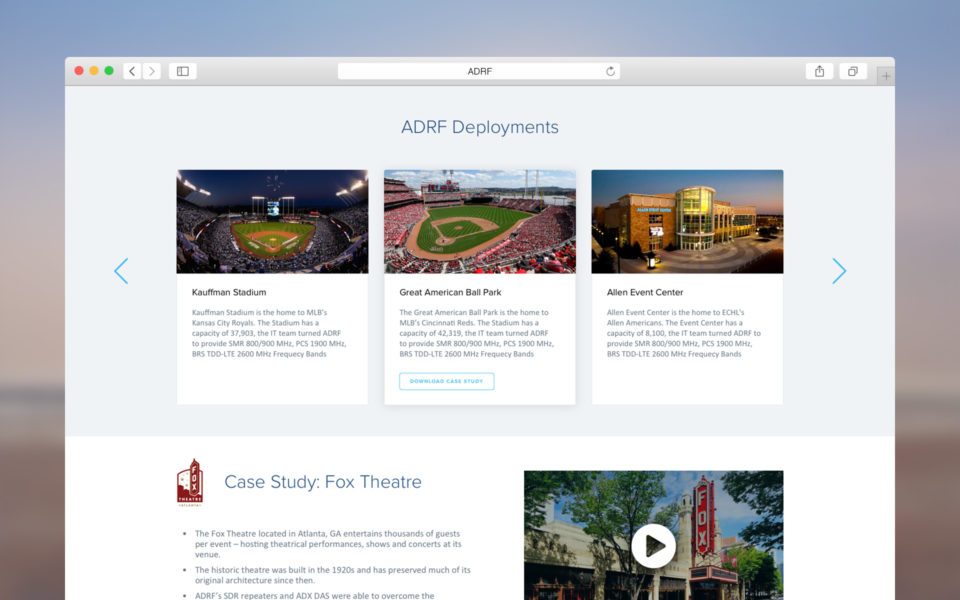 ADRF
ADRF Deployments
ALLEN EVENT CENTER
Kauffman Stadium
Kauffman Stadium is the home to MLB's
Kansas City Royals. The Stadium has a
capacity of 37,903, the IT team turned ADRF
to provide SMR 800/900 MHz, PCS 1900 MHz,
BRS TDD-LTE 2600 MHz Frequecy Bands
Great American Ball Park
The Great American Ball Park is the home to
MLB's Cincinnati Reds. The Stadium has a
capacity of 42,319, the IT team turned ADRF
to provide SMR 800/900 MHz, PCS 1900 MHz,
BRS TDD-LTE 2600 MHz Frequecy Bands
DOWNLOAD CASE STUDY
Allen Event Center
Allen Event Center is the home to ECHL's
Allen Americans. The Event Center has a
capacity of 8,100, the IT team turned ADRF to
provide SMR 800/900 MHz, PCS 1900 MHz,
BRS TDD-LTE 2600 MHz Frequecy Bands
FOX
THEATRE
Case Study: Fox Theatre
The Fox Theatre located in Atlanta, GA entertains thousands of guests
per event – hosting theatrical performances, shows and concerts at its
venue.
The historic theatre was built in the 1920s and has preserved much of its
original architecture since then.
ADRF's SDR repeaters and ADX DAS were able to overcome the
FOX